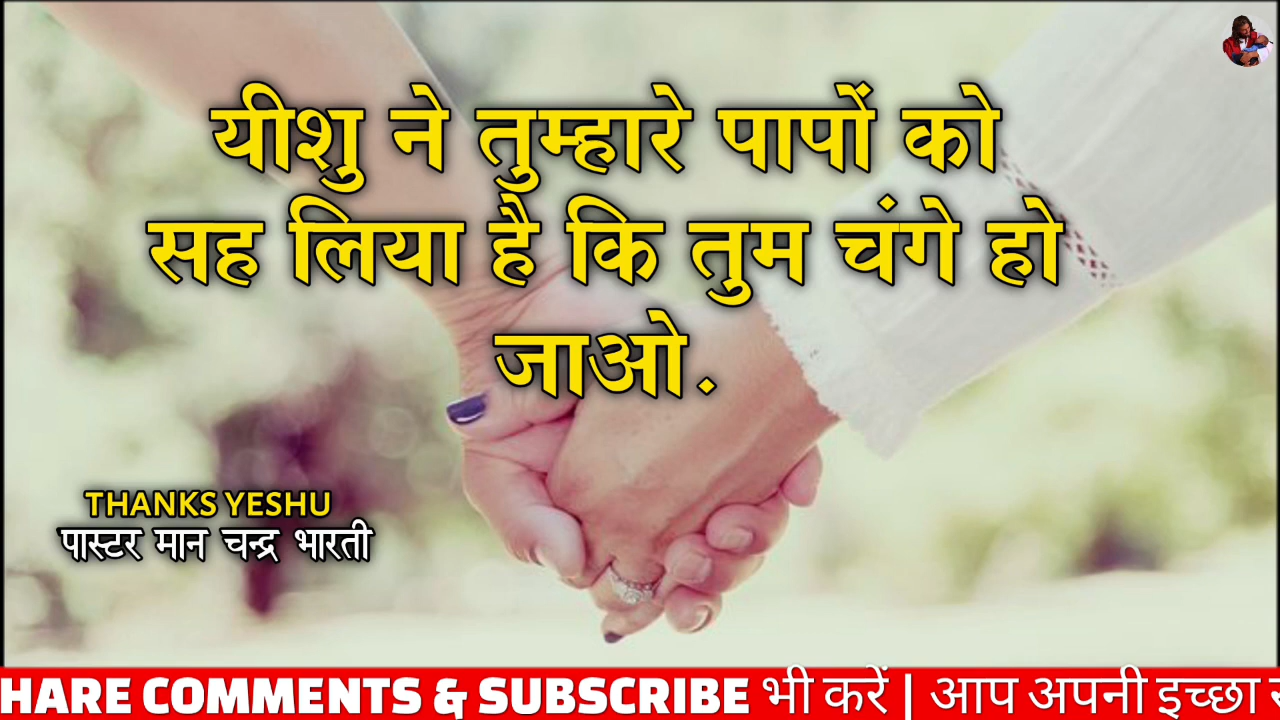 यीशु ने तुम्हारे पापों को
सह लिया है कि तुम चंगे हो
जाओ.
THANKS YESHU
पास्टर मान चन्द्र भारती
HARE COMMENTS & SUBSCRIBE भी करें | आप अपनी इच्छा